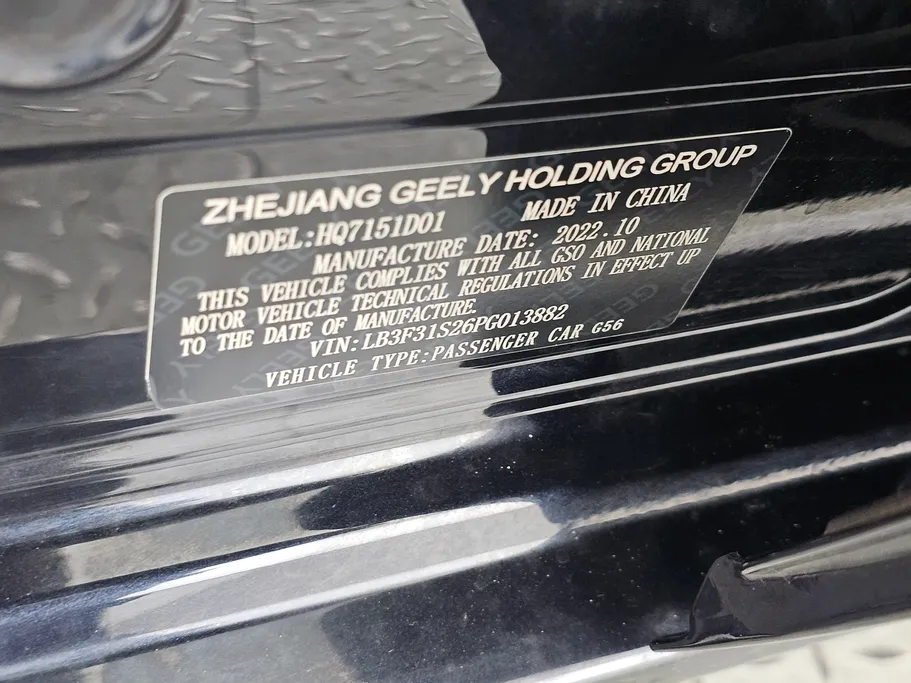 ZHEJIANG GEELY HOLDING GROUP
MODEL:HQ7151D01 MADE IN CHINA
MANUFACTURE DATE: 2022.10
THIS VEHICLE COMPLIES WITH ALL GSO AND NATIONAL
MOTOR VEHICLE TECHNICAL REGULATIONS IN EFFECT UP
TO THE DATE OF MANUFACTURE.
VIN:LB3F31S26PG013882
VEHICLE TYPE:PASSENGER CAR G56